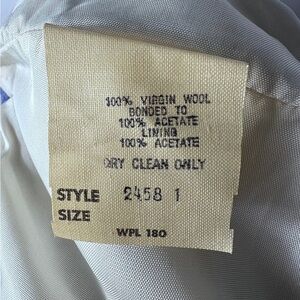 100% VIRGIN WOOL
BONDED TO
100% ACETATE
LINING
100% ACETATE
DRY CLEAN ONLY
STYLE 2458 1
SIZE
WPL 180